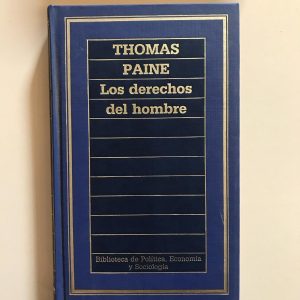 THOMAS
PAINE
Los derechos
del hombre
Biblioteca de Política, Economía
y Sociología